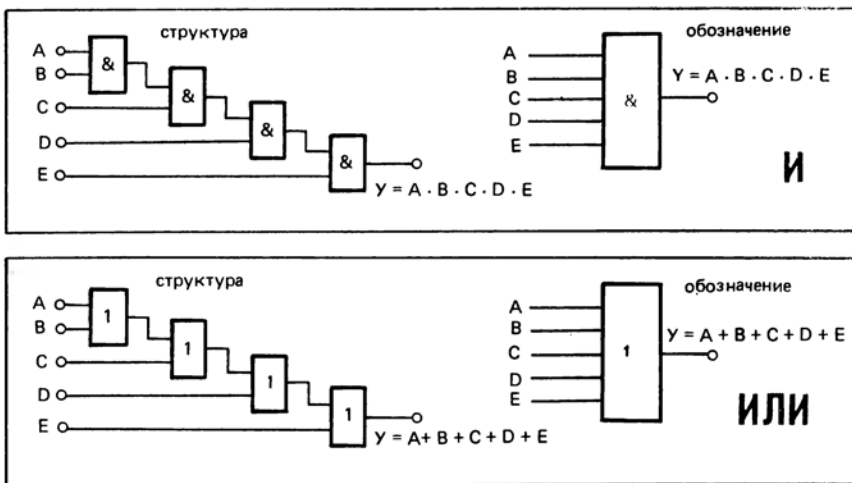 структура
A
B
C
D
E
&
&
&
&
Y = A · B · C · D · E
обозначение
A
B
C
D
E
&
Y = A · B · C · D · E
И
структура
A
B
C
D
E
1
1
1
1
Y = A + B + C + D + E
обозначение
A
B
C
D
E
1
Y = A + B + C + D + E
ИЛИ